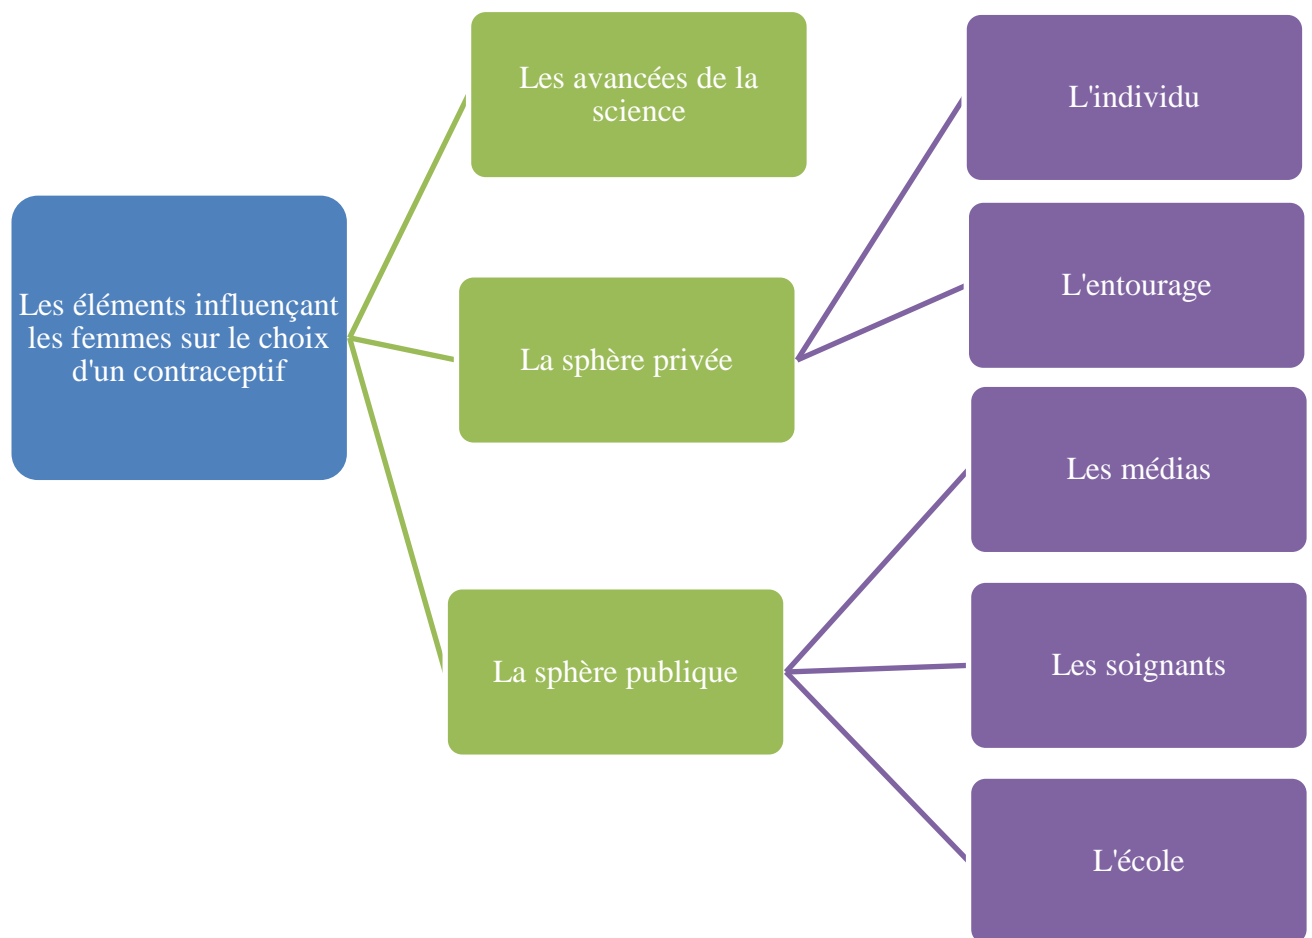 Les éléments influençant
les femmes sur le choix
d'un contraceptif
Les avancées de la
science
La sphère privée
La sphère publique
L'individu
L'entourage
Les médias
Les soignants
L'école